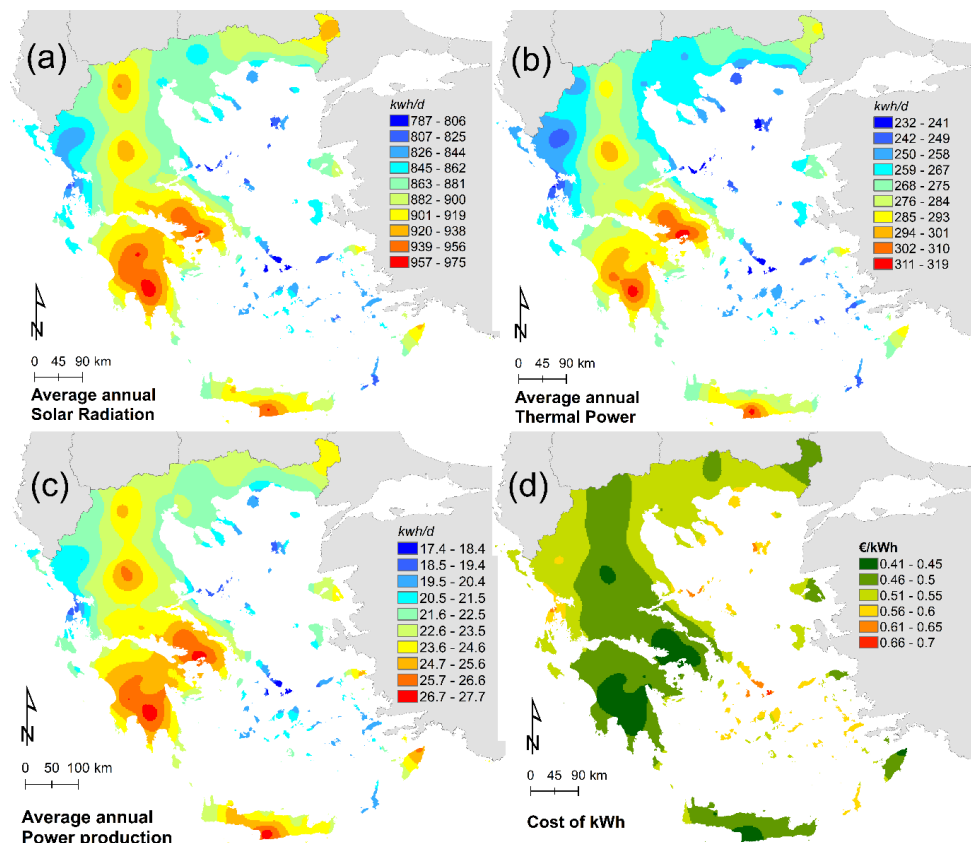 (a)
kwh/d
787 - 806
807 - 825
826 - 844
845 - 862
863 - 881
882 - 900
901 - 919
920 - 938
939 - 956
957 - 975
N
0 45 90 km
Average annual
Solar Radiation
(b)
kwh/d
232 - 241
242 - 249
250 - 258
259 - 267
268 - 275
276 - 284
285 - 293
294 - 301
302 - 310
311 - 319
N
0 45 90 km
Average annual
Thermal Power
(c)
kwh/d
17.4 - 18.4
18.5 - 19.4
19.5 - 20.4
20.5 - 21.5
21.6 - 22.5
22.6 - 23.5
23.6 - 24.6
24.7 - 25.6
25.7 - 26.6
26.7 - 27.7
N
0 50 100 km
Average annual
Power production
(d)
€/kWh
0.41 - 0.45
0.46 - 0.5
0.51 - 0.55
0.56 - 0.6
0.61 - 0.65
0.66 - 0.7
N
0 45 90 km
Cost of kWh